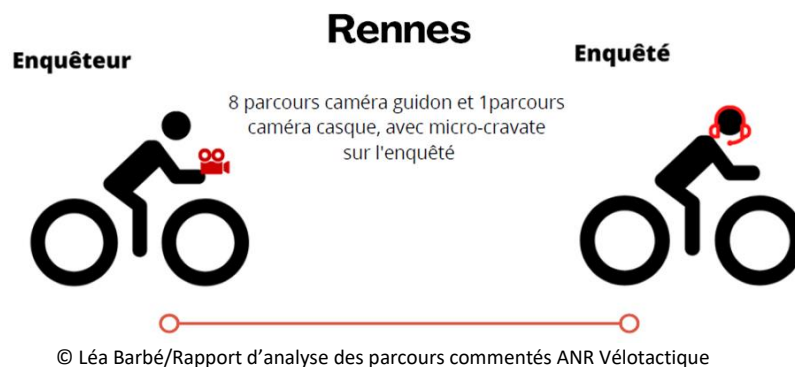 Rennes
Enquêteur
Enquêté
8 parcours caméra guidon et 1parcours
caméra casque, avec micro-cravate
sur l'enquêté
© Léa Barbé/Rapport d’analyse des parcours commentés ANR Vélotactique